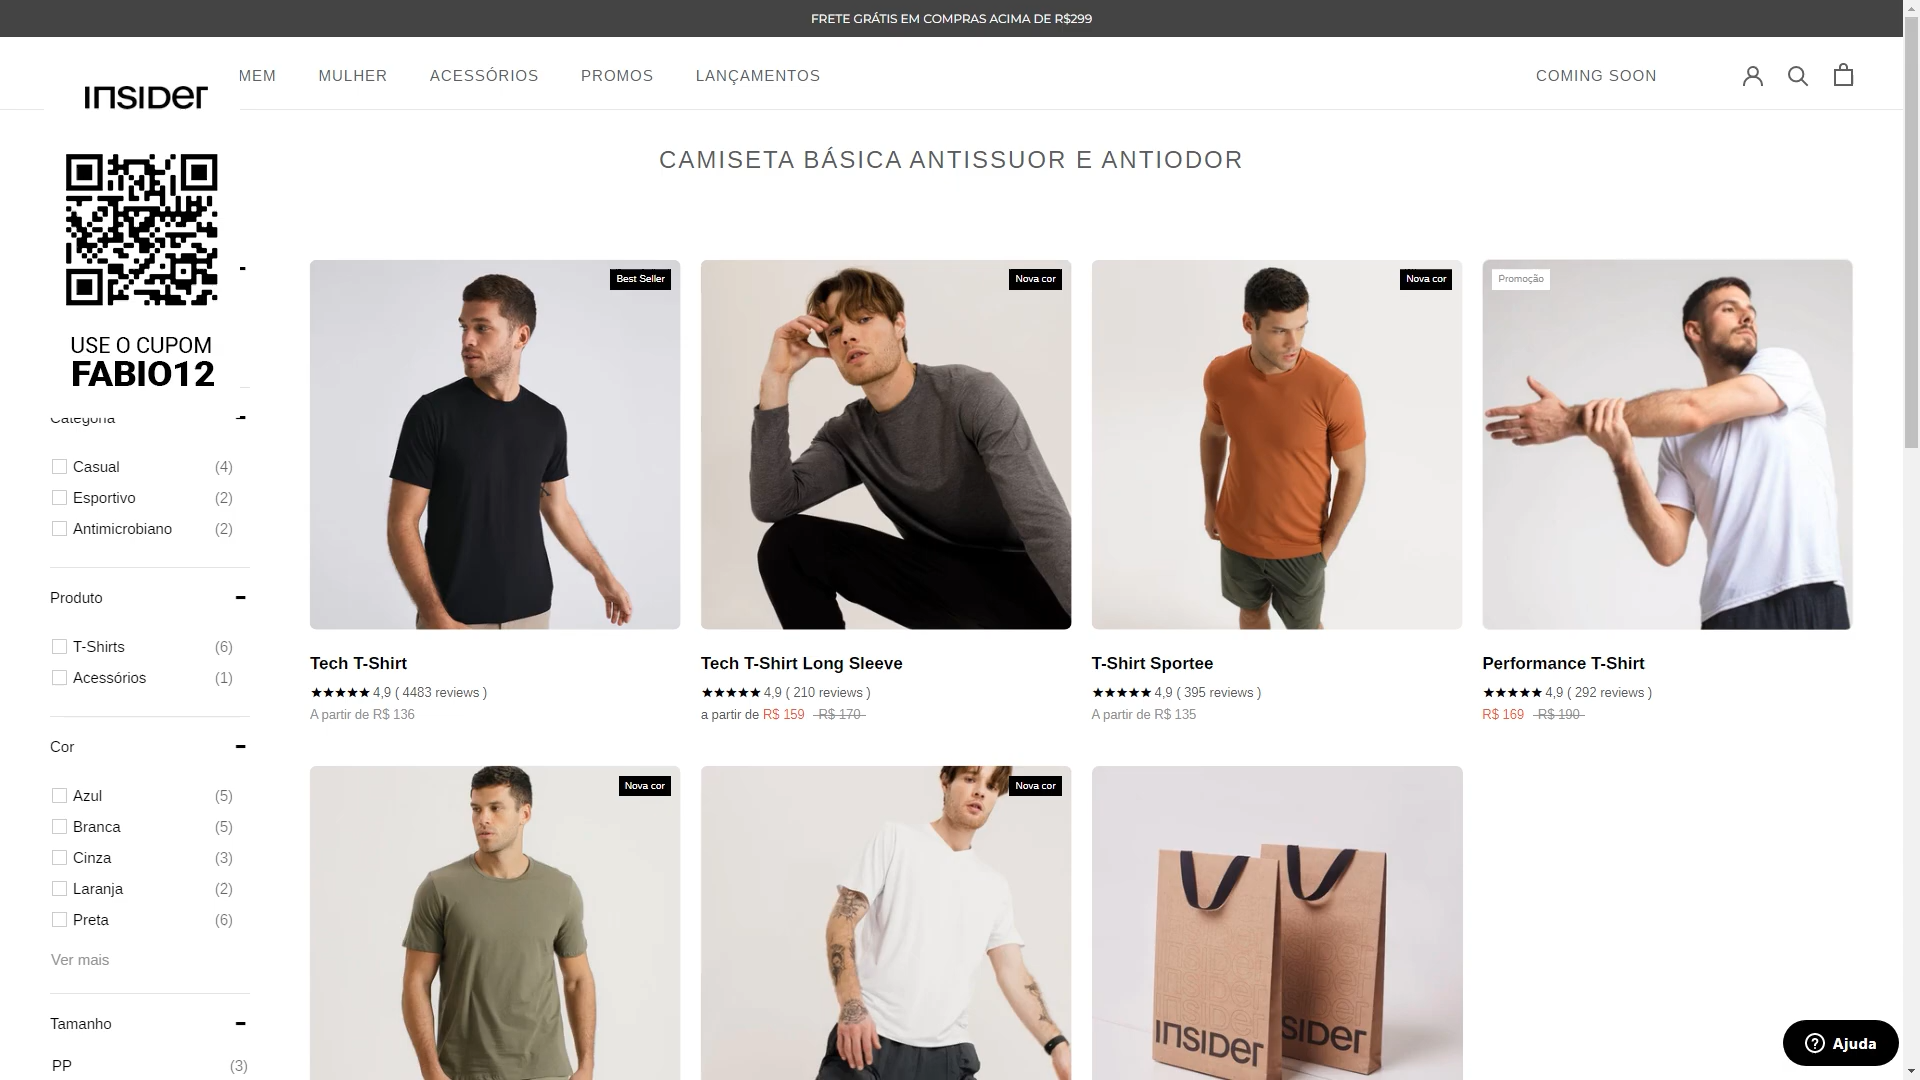 FRETE GRÁTIS EM COMPRAS ACIMA DE R$299
INSIDER
MEM
MULHER
ACESSÓRIOS
PROMOS
LANÇAMENTOS
COMING SOON
CAMISETA BÁSICA ANTISSUOR E ANTIODOR
USE O CUPOM
FABIO12
Categoria
Casual (4)
Esportivo (2)
Antimicrobiano (2)
Produto
T-Shirts (6)
Acessórios (1)
Cor
Azul (5)
Branca (5)
Cinza (3)
Laranja (2)
Preta (6)
Ver mais
Tamanho
PP (3)
Best Seller
Tech T-Shirt
★★★★★ 4,9 ( 4483 reviews )
A partir de R$ 136
Nova cor
Tech T-Shirt Long Sleeve
★★★★★ 4,9 ( 210 reviews )
a partir de R$ 159 R$ 170
Nova cor
T-Shirt Sportee
★★★★★ 4,9 ( 395 reviews )
A partir de R$ 135
Promoção
Performance T-Shirt
★★★★★ 4,9 ( 292 reviews )
R$ 169 R$ 190
Nova cor
Nova cor
INSIDER
INSIDER
INSIDER
INSIDER
SIDER
Ajuda